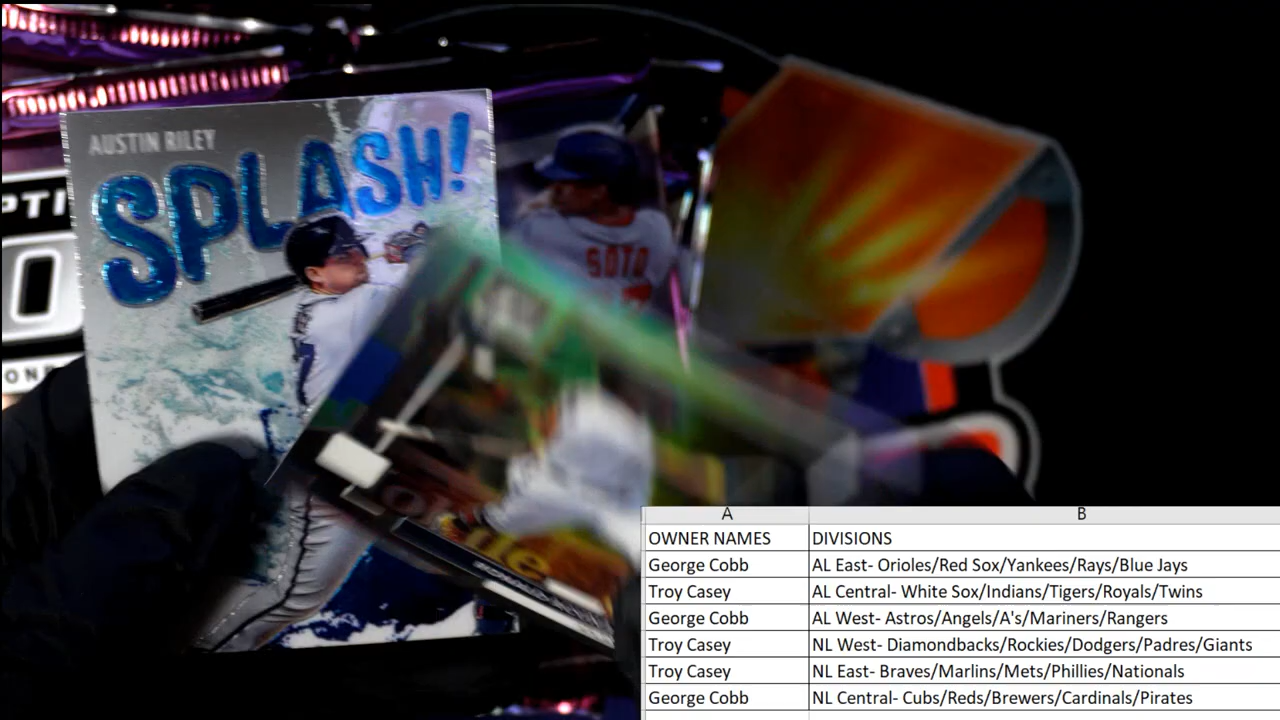 AUSTIN RILEY
SPLASH!
SOTO
PTI
A B
OWNER NAMES DIVISIONS
George Cobb AL East- Orioles/Red Sox/Yankees/Rays/Blue Jays
Troy Casey AL Central- White Sox/Indians/Tigers/Royals/Twins
George Cobb AL West- Astros/Angels/A's/Mariners/Rangers
Troy Casey NL West- Diamondbacks/Rockies/Dodgers/Padres/Giants
Troy Casey NL East- Braves/Marlins/Mets/Phillies/Nationals
George Cobb NL Central- Cubs/Reds/Brewers/Cardinals/Pirates